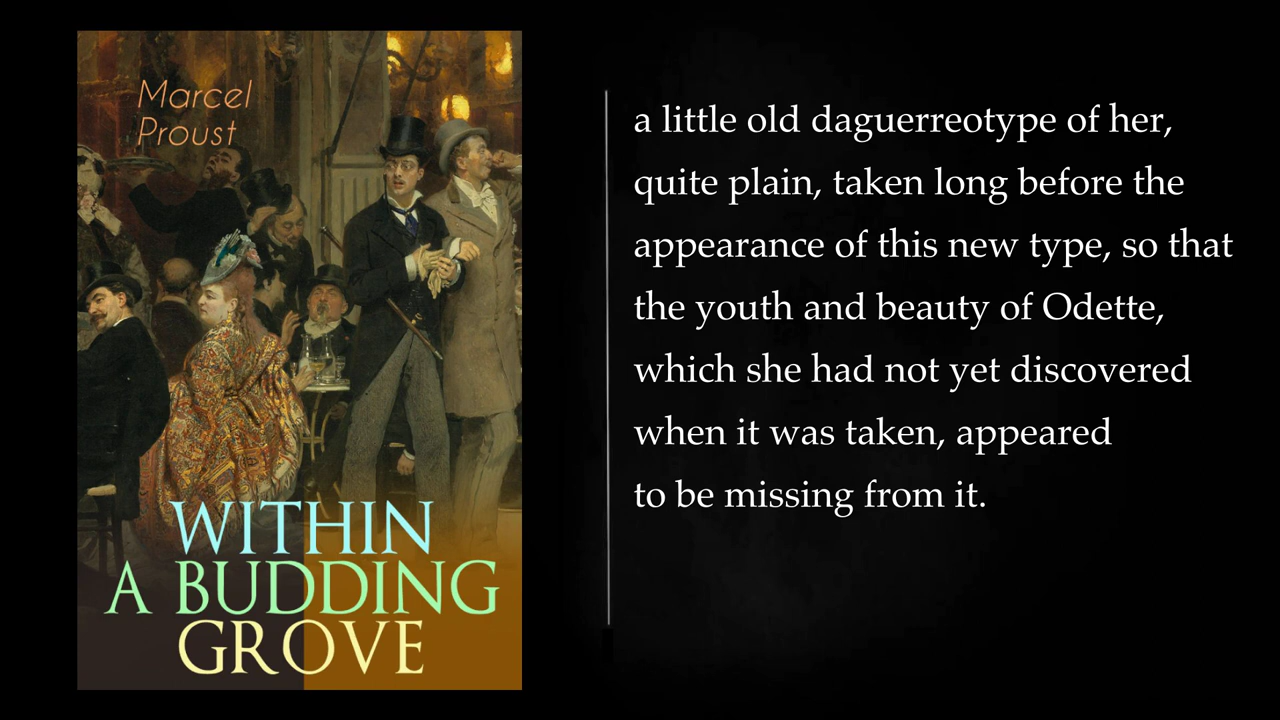 Marcel
Proust
WITHIN
A BUDDING
GROVE
a little old daguerreotype of her,
quite plain, taken long before the
appearance of this new type, so that
the youth and beauty of Odette,
which she had not yet discovered
when it was taken, appeared
to be missing from it.